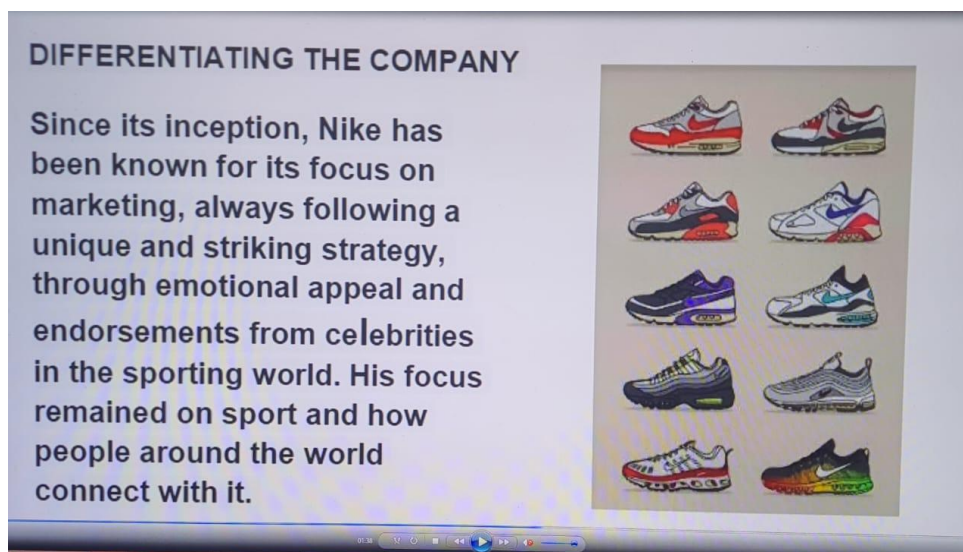 DIFFERENTIATING THE COMPANY
Since its inception, Nike has
been known for its focus on
marketing, always following a
unique and striking strategy,
through emotional appeal and
endorsements from celebrities
in the sporting world. His focus
remained on sport and how
people around the world
connect with it.
01:38